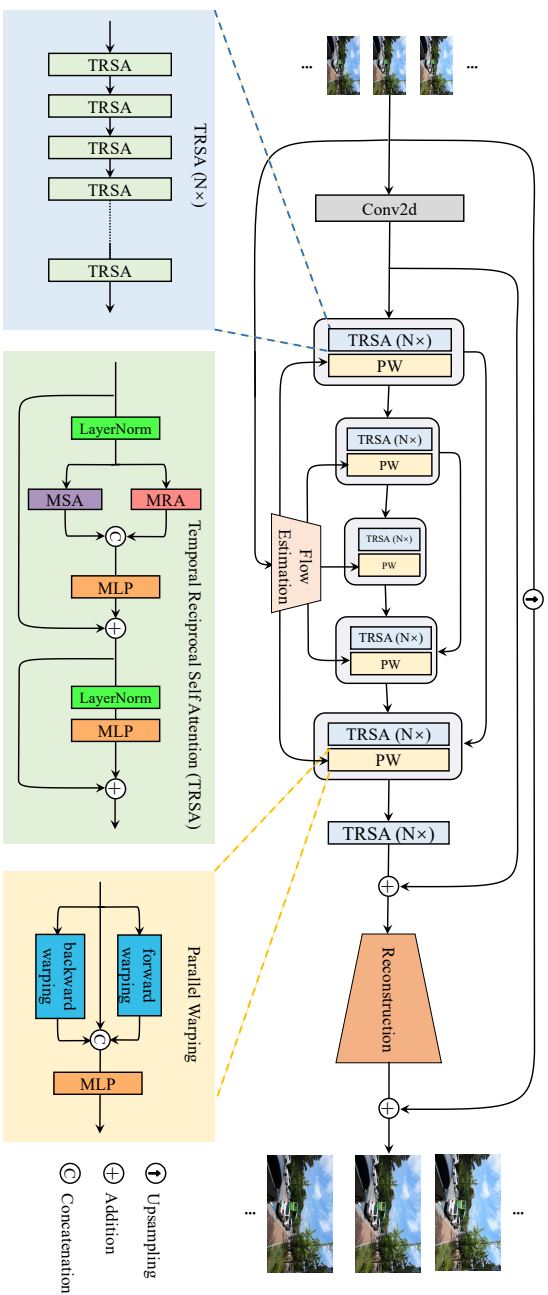 ...
...
Conv2d
TRSA (N×)
PW
TRSA (N×)
PW
TRSA (N×)
PW
TRSA (N×)
PW
TRSA (N×)
PW
Flow
Estimation
TRSA (N×)
Reconstruction
...
...
TRSA
TRSA
TRSA
TRSA
TRSA
TRSA (N×)
LayerNorm
MSA
MRA
C
MLP
LayerNorm
MLP
Temporal Reciprocal Self Attention (TRSA)
forward
warping
backward
warping
C
MLP
Parallel Warping
Upsampling
Addition
C
Concatenation